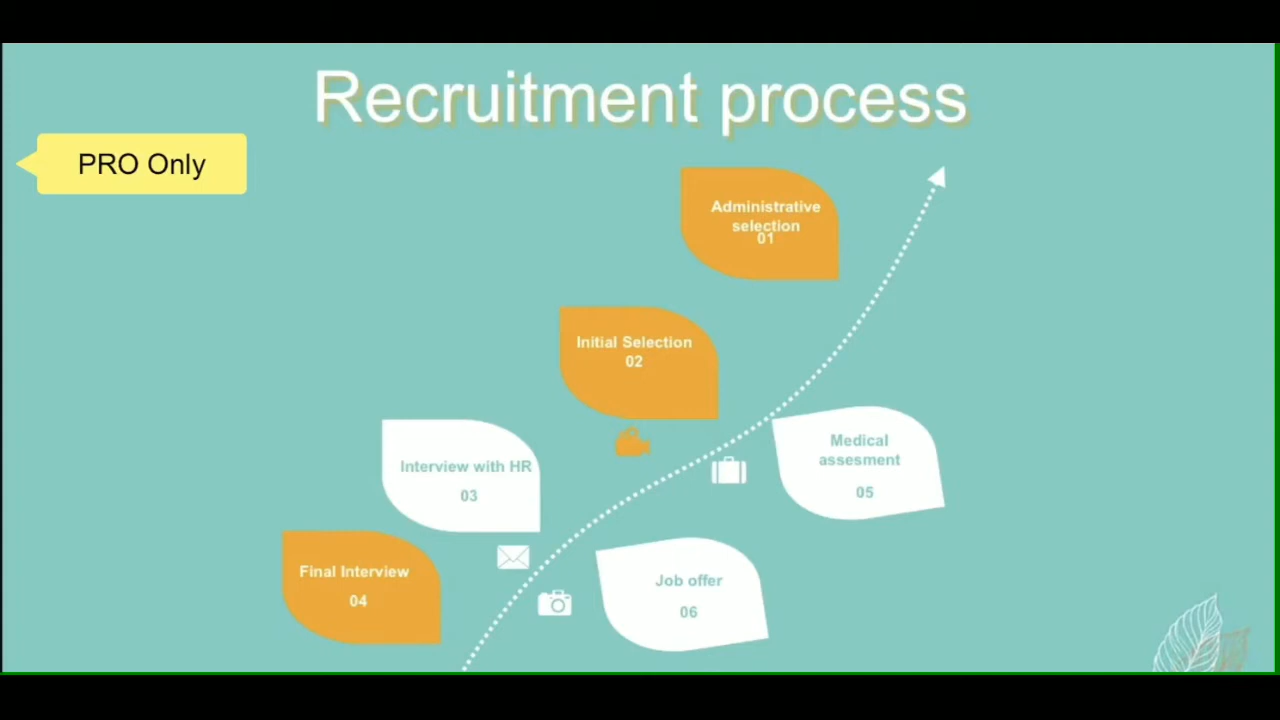 Recruitment process
PRO Only
Administrative
selection
01
Initial Selection
02
Interview with HR
03
Final Interview
04
Medical
assesment
05
Job offer
06